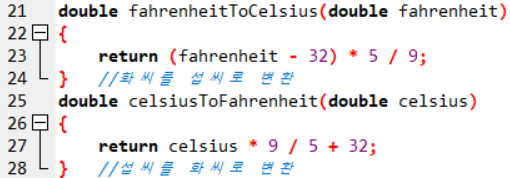 21 double fahrenheitToCelsius(double fahrenheit)
22 {
23 return (fahrenheit - 32) * 5 / 9;
24 } //화씨를 섭씨로 변환
25 double celsiusToFahrenheit(double celsius)
26 {
27 return celsius * 9 / 5 + 32;
28 } //섭씨를 화씨로 변환